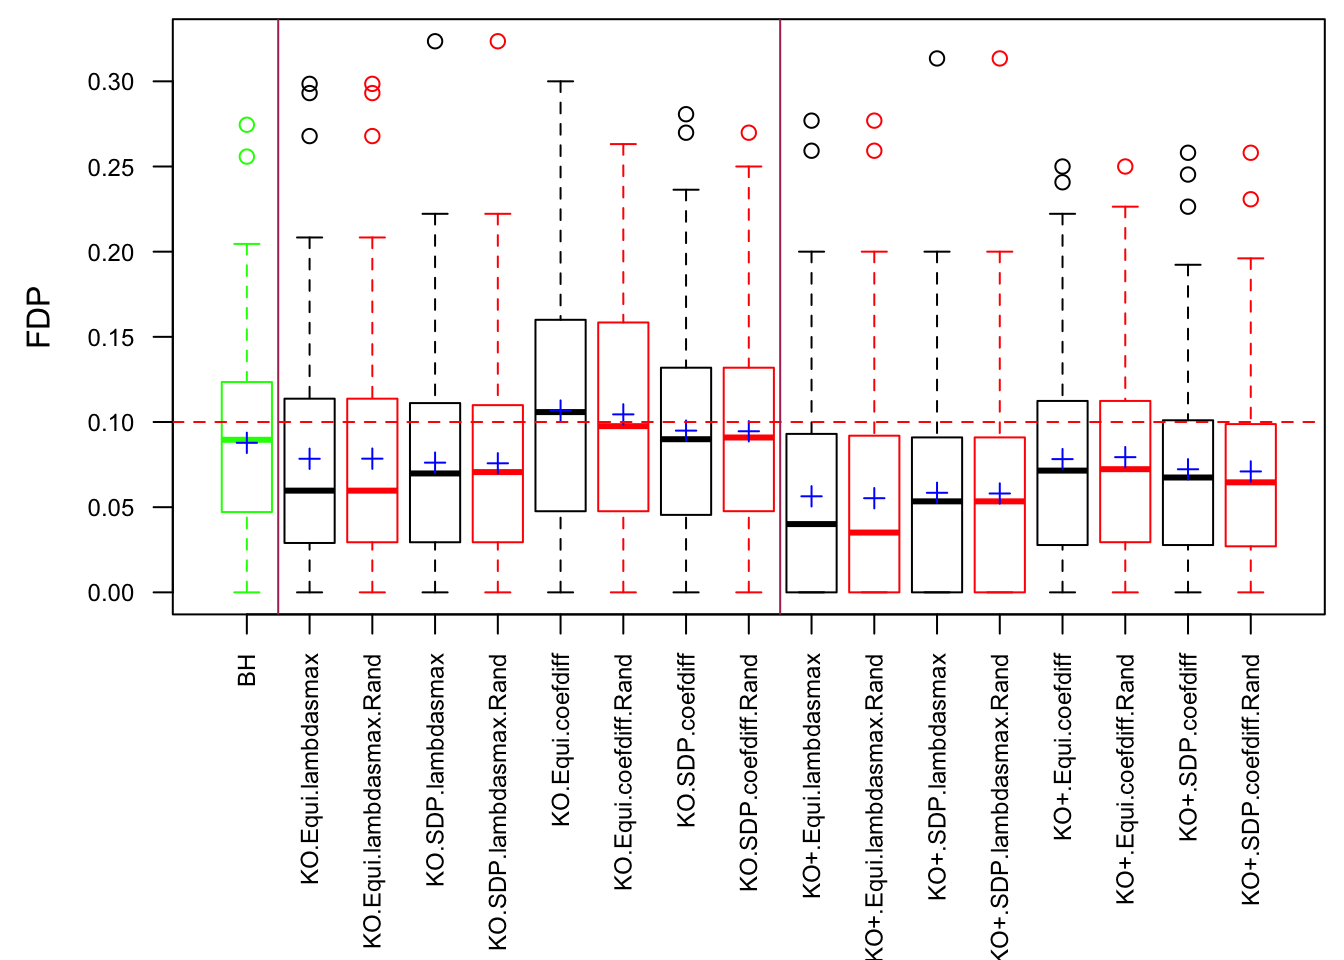 FDP
0.30
0.25
0.20
0.15
0.10
0.05
0.00
BH
KO.Equi.lambdasmax
KO.Equi.lambdasmax.Rand
KO.SDP.lambdasmax
KO.SDP.lambdasmax.Rand
KO.Equi.coefdiff
KO.Equi.coefdiff.Rand
KO.SDP.coefdiff
KO.SDP.coefdiff.Rand
KO+.Equi.lambdasmax
KO+.Equi.lambdasmax.Rand
KO+.SDP.lambdasmax
KO+.SDP.lambdasmax.Rand
KO+.Equi.coefdiff
KO+.Equi.coefdiff.Rand
KO+.SDP.coefdiff
KO+.SDP.coefdiff.Rand